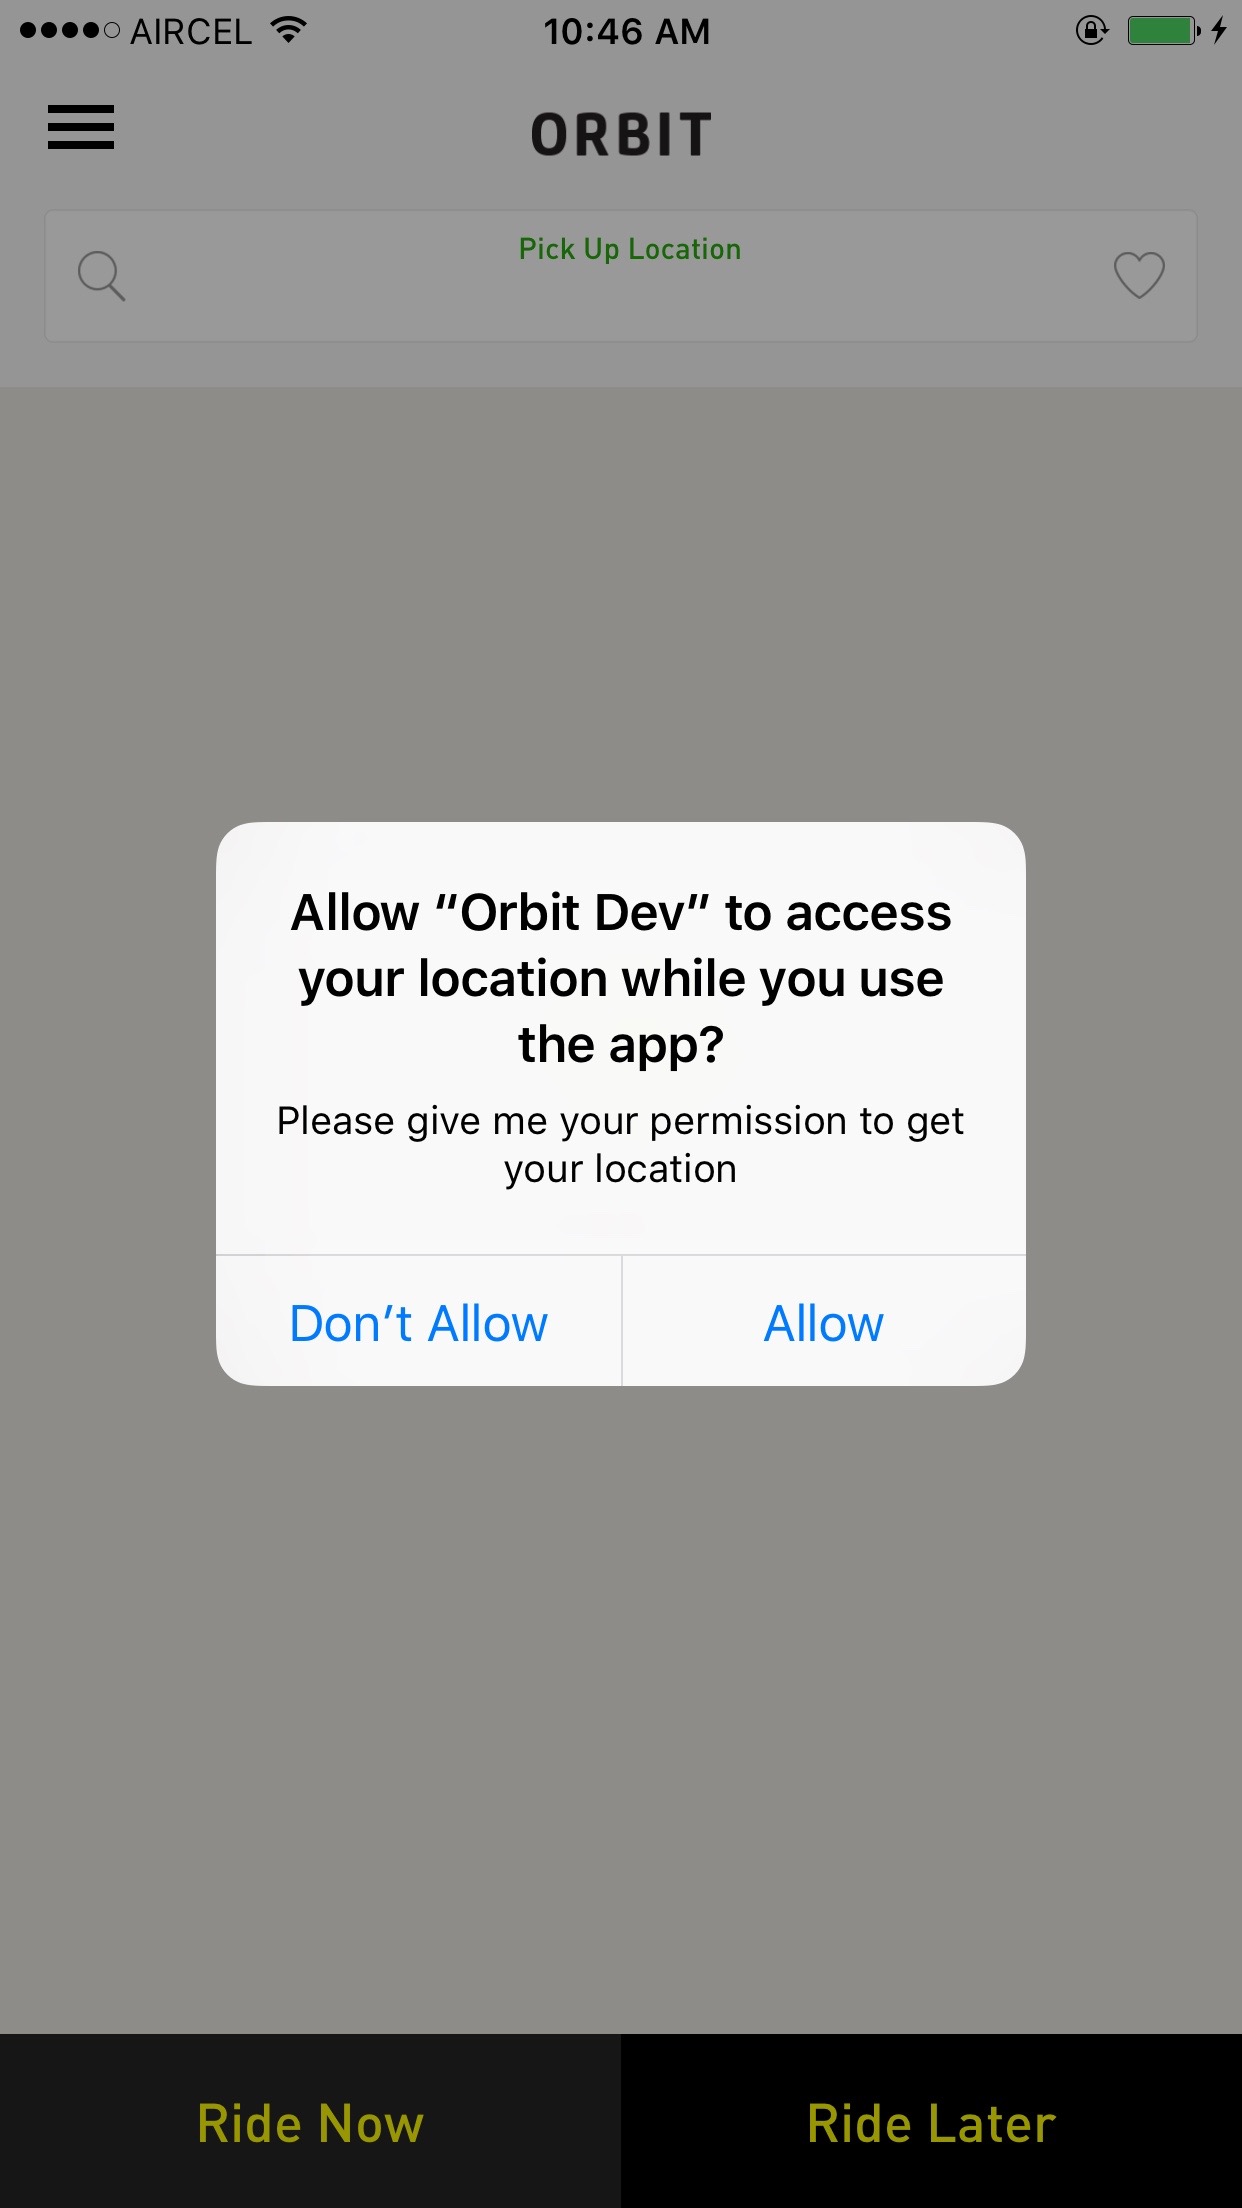 AIRCEL 10:46 AM
ORBIT
Pick Up Location
Allow “Orbit Dev” to access
your location while you use
the app?
Please give me your permission to get
your location
Don’t Allow
Allow
Ride Now
Ride Later